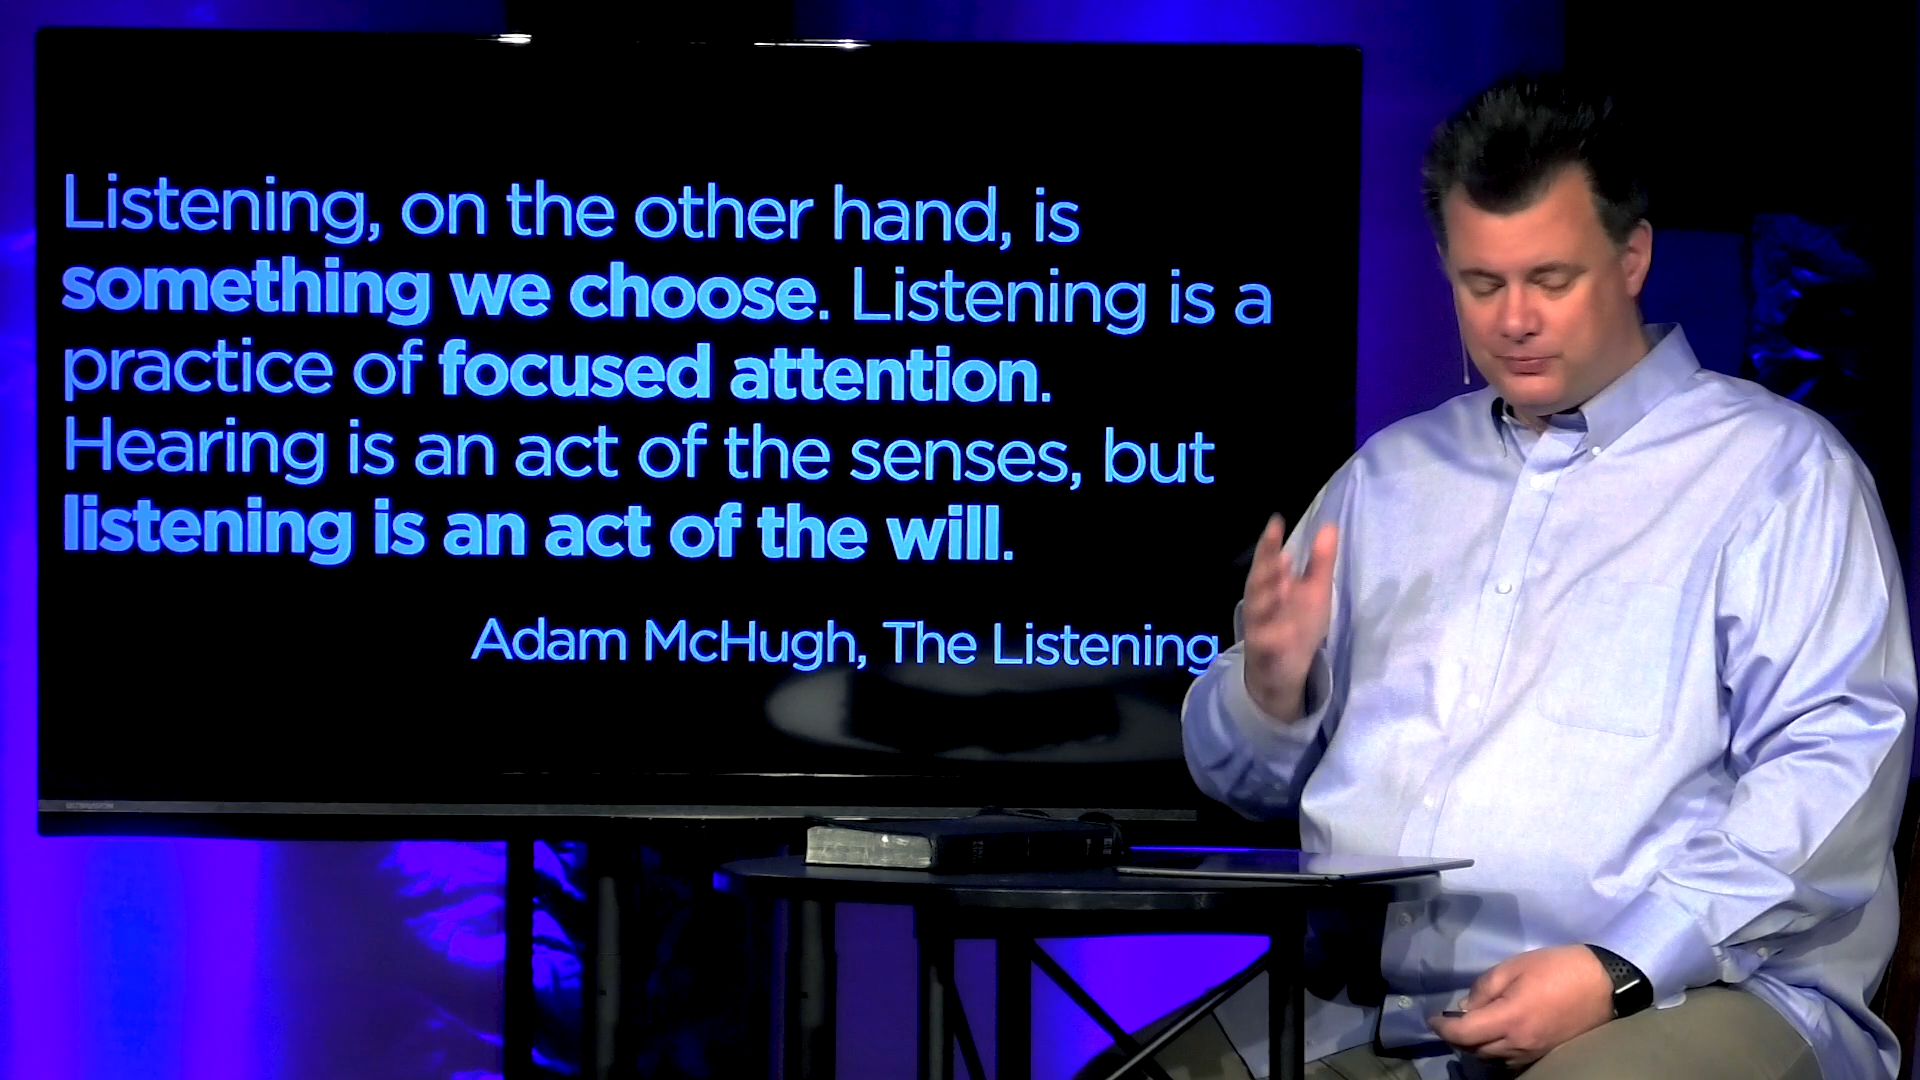 Listening, on the other hand, is
something we choose. Listening is a
practice of focused attention.
Hearing is an act of the senses, but
listening is an act of the will.
Adam McHugh, The Listening